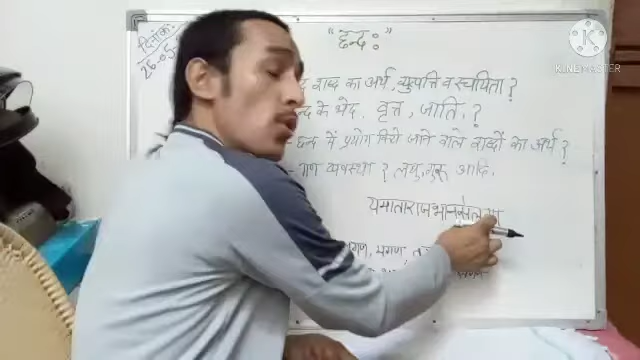 दिनांक:
26-05-
"छन्दः"
शब्द का अर्थ, व्युत्पत्ति व रचयिता?
न्द के भेद. वृत्त, जाति.?
छन्द में प्रयोग किये जाने वाले शब्दों का अर्थ?
गण व्यवस्था? लघु, गुरू आदि.
यमाताराजभानसलगा
गण, मगण,
KINEMASTER